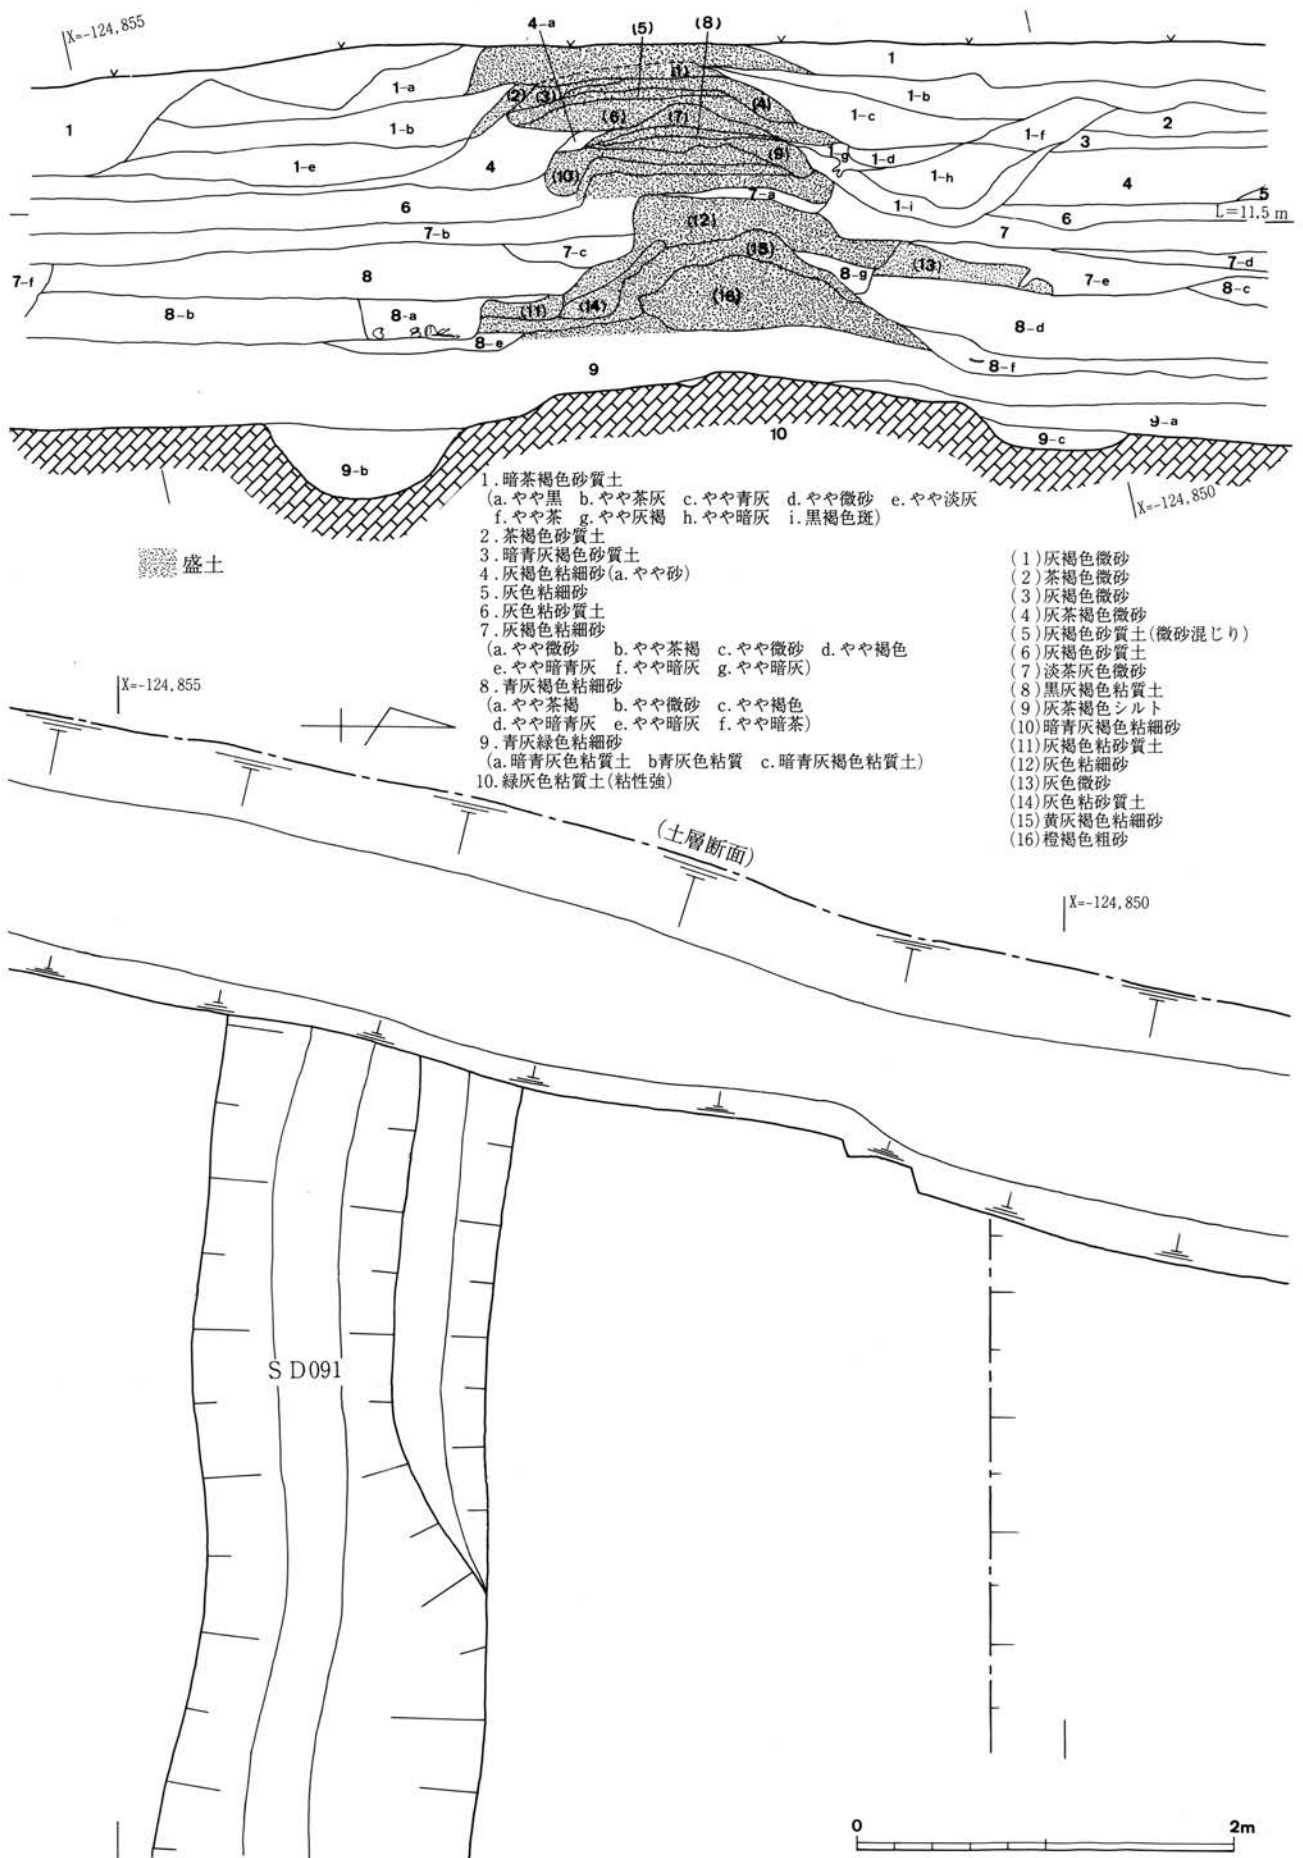 X=-124,855
4-a
(5)
(8)
1
1-a
(1)
(2)
(3)
(4)
1-b
1-c
2
1
1-b
(6)
(7)
1-f
3
1-e
4
(9)
1-g
1-d
1-h
4
(10)
7-a
1-i
5
6
L=11.5 m
6
(12)
7
7-b
7-c
(15)
(13)
7-d
7-f
8
8-g
7-e
8-c
(16)
8-b
8-a
(11)
(14)
8-d
8-e
8-f
9
9-a
9-b
10
9-c
X=-124,850
盛土
1.暗茶褐色砂質土
(a.やや黒 b.やや茶灰 c.やや青灰 d.やや微砂 e.やや淡灰
f.やや茶 g.やや灰褐 h.やや暗灰 i.黒褐色斑)
2.茶褐色砂質土
3.暗青灰褐色砂質土
4.灰褐色粘細砂(a.やや砂)
5.灰色粘細砂
6.灰色粘砂質土
7.灰褐色粘細砂
(a.やや微砂 b.やや茶褐 c.やや微砂 d.やや褐色
e.やや暗青灰 f.やや暗灰 g.やや暗灰)
8.青灰褐色粘細砂
(a.やや茶褐 b.やや微砂 c.やや褐色
d.やや暗青灰 e.やや暗灰 f.やや暗茶)
9.青灰緑色粘細砂
(a.暗青灰色粘質土 b青灰色粘質 c.暗青灰褐色粘質土)
10.緑灰色粘質土(粘性強)
(1)灰褐色微砂
(2)茶褐色微砂
(3)灰褐色微砂
(4)灰茶褐色微砂
(5)灰褐色砂質土(微砂混じり)
(6)灰褐色砂質土
(7)淡茶灰色微砂
(8)黒灰褐色粘質土
(9)灰茶褐色シルト
(10)暗青灰褐色粘細砂
(11)灰褐色粘砂質土
(12)灰色粘細砂
(13)灰色微砂
(14)灰色粘砂質土
(15)黄灰褐色粘細砂
(16)橙褐色粗砂
X=-124,855
(土層断面)
X=-124,850
SD091
0 2m